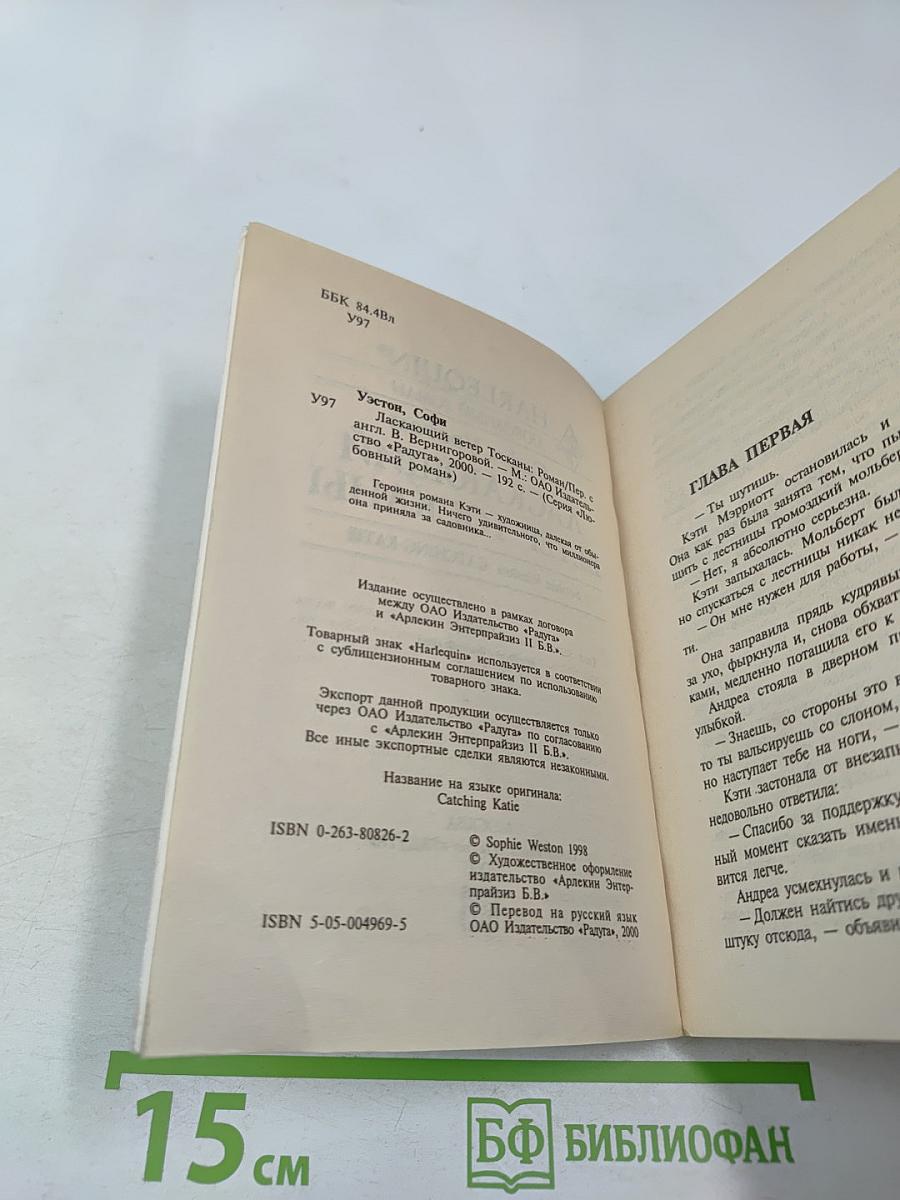 ББК 84.4Вл
У97
У97
Уэстон, Софи
Ласкающий ветер Тосканы: Роман/Пер. с
англ. В. Вернигоровой. — М.: ОАО Издатель-
ство «Радуга», 2000. — 192 с. — (Серия «Лю-
бовный роман»)
Героиня романа Кэти — художница, далекая от обы-
денной жизни. Ничего удивительного, что миллионера
она приняла за садовника...
Издание осуществлено в рамках договора
между ОАО Издательство «Радуга»
и «Арлекин Энтерпрайзиз II Б.В.».
Товарный знак «Harlequin» используется в соответствии
с сублицензионным соглашением по использованию
товарного знака.
Экспорт данной продукции осуществляется только
через ОАО Издательство «Радуга» по согласованию
с «Арлекин Энтерпрайзиз II Б.В.».
Все иные экспортные сделки являются незаконными.
Название на языке оригинала:
Catching Katie
ISBN 0-263-80826-2
© Sophie Weston 1998
© Художественное оформление
издательство «Арлекин Энтер-
прайзиз Б.В.»
© Перевод на русский язык
ОАО Издательство «Радуга», 2000
ISBN 5-05-004969-5
ГЛАВА ПЕРВАЯ
— Ты шутишь.
Кэти Мэрриотт остановилась и
Она как раз была занята тем, что
щить с лестницы громоздкий
— Нет, я абсолютно серьезна.
Кэти запыхалась. Мольберт был
но спускаться с лестницы никак не
— Он мне нужен для работы, —
ти.
Она заправила прядь
за ухо, фыркнула и, снова
ками, медленно потащила его к
Андреа стояла в дверном
улыбкой.
— Знаешь, со стороны это
то ты вальсируешь со слоном,
но наступает тебе на ноги, —
Кэти застонала от
недовольно ответила:
— Спасибо за поддержку
ный момент сказать
вится легче.
Андреа усмехнулась и
— Должен найтись
штуку отсюда, —
15 см
БФ БИБЛИОФАН